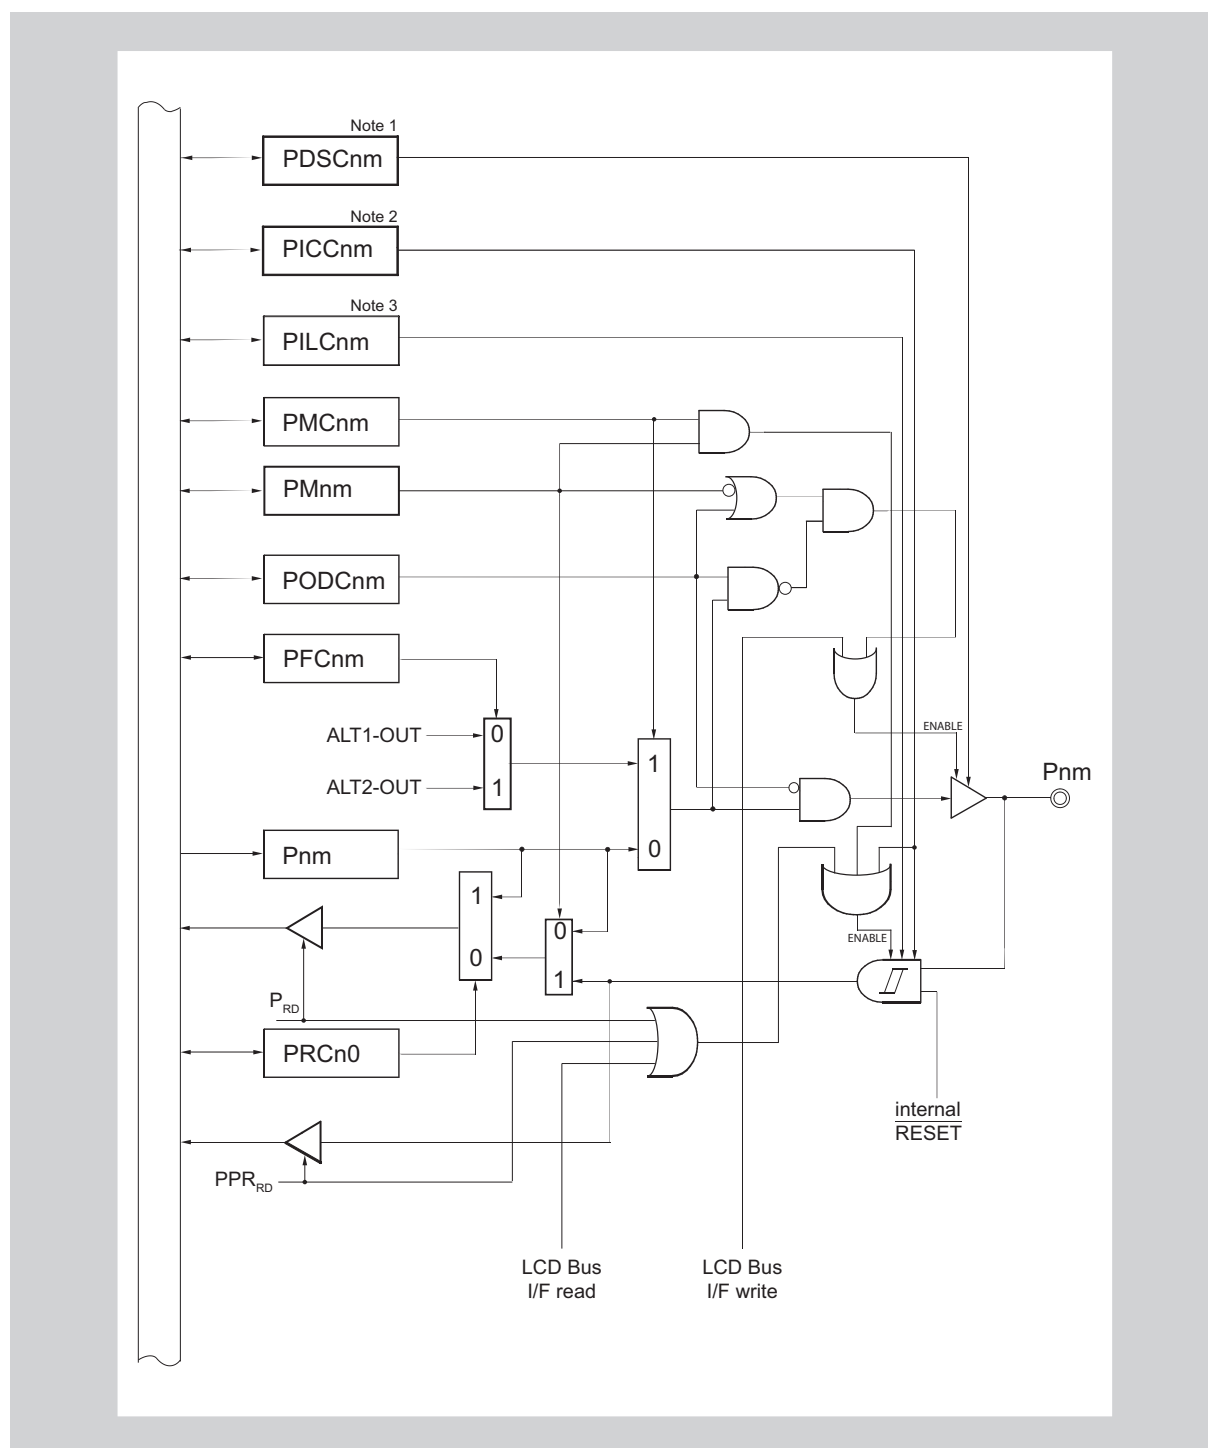 Note 1
PDSCnm
Note 2
PICCnm
Note 3
PILCnm
PMCnm
PMnm
PODCnm
PFCnm
ALT1-OUT
0
ENABLE
ALT2-OUT
1
1
Pnm
Pnm
0
1
0
ENABLE
0
1
PRD
PRCn0
internal
RESET
PPRRD
LCD Bus
I/F read
LCD Bus
I/F write